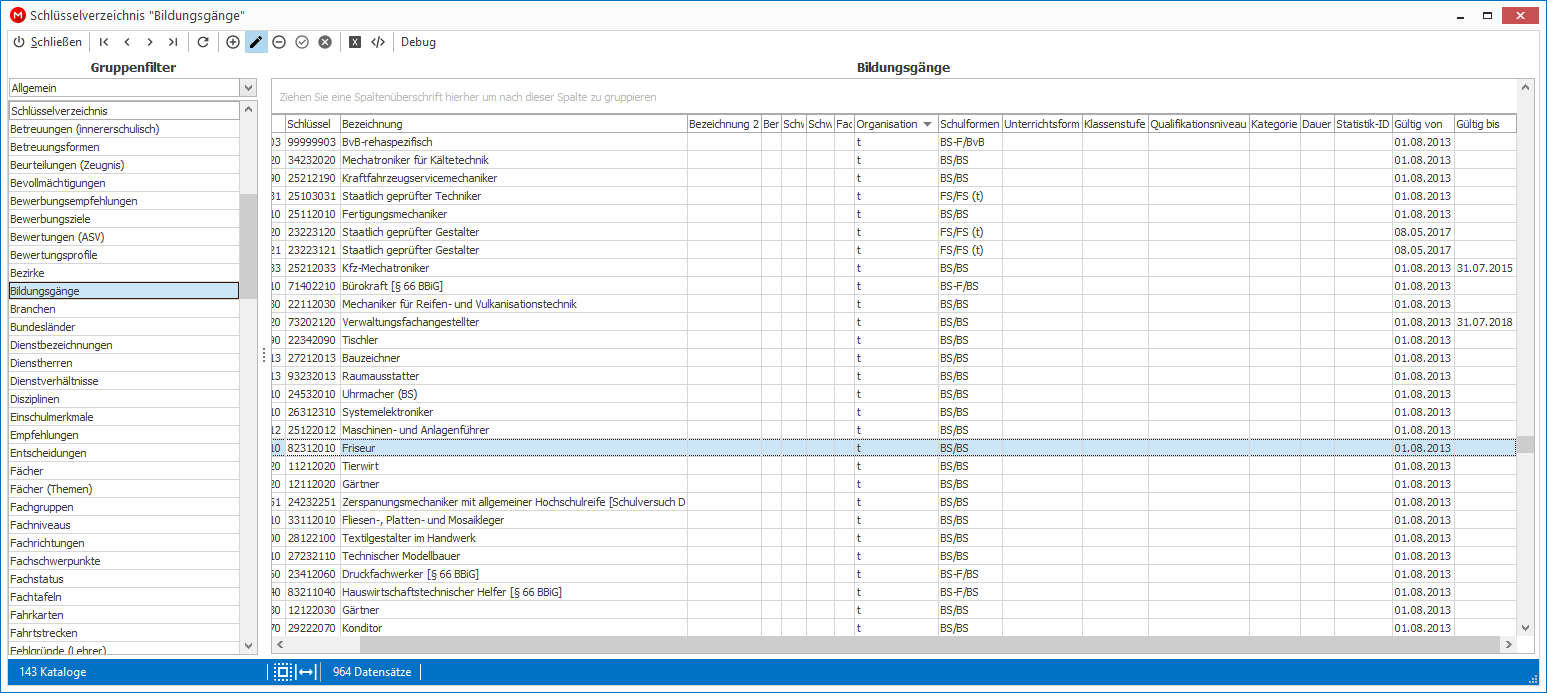 Schlüsselverzeichnis "Bildungsgänge"
Schließen Debug
Gruppenfilter
Allgemein
Schlüsselverzeichnis
Betreuungen (innererschulisch)
Betreuungsformen
Beurteilungen (Zeugnis)
Bevollmächtigungen
Bewerbungsempfehlungen
Bewerbungsziele
Bewertungen (ASV)
Bewertungsprofile
Bezirke
Bildungsgänge
Branchen
Bundesländer
Dienstbezeichnungen
Dienstherren
Dienstverhältnisse
Disziplinen
Einschulmerkmale
Empfehlungen
Entscheidungen
Fächer
Fächer (Themen)
Fachgruppen
Fachniveaus
Fachrichtungen
Fachschwerpunkte
Fachstatus
Fachtafeln
Fahrkarten
Fahrtstrecken
Fehlgründe (Lehrer)
Bildungsgänge
Ziehen Sie eine Spaltenüberschrift hierher um nach dieser Spalte zu gruppieren
Schlüssel Bezeichnung Bezeichnung 2 Ber Schv Schw Fac Organisation Schulformen Unterrichtsform Klassenstufe Qualifikationsniveau Kategorie Dauer Statistik-ID Gültig von Gültig bis
03 99999903 BvB-rehaspezifisch t BS-F/BvB 01.08.2013
20 34232020 Mechatroniker für Kältetechnik t BS/BS 01.08.2013
90 25212190 Kraftfahrzeugservicemechaniker t BS/BS 01.08.2013
31 25103031 Staatlich geprüfter Techniker t FS/FS (t) 01.08.2013
10 25112010 Fertigungsmechaniker t BS/BS 01.08.2013
20 23223120 Staatlich geprüfter Gestalter t FS/FS (t) 08.05.2017
21 23223121 Staatlich geprüfter Gestalter t FS/FS (t) 08.05.2017
33 25212033 Kfz-Mechatroniker t BS/BS 01.08.2013 31.07.2015
10 71402210 Bürokraft [§ 66 BBiG] t BS-F/BS 01.08.2013
30 22112030 Mechaniker für Reifen- und Vulkanisationstechnik t BS/BS 01.08.2013
20 73202120 Verwaltungsfachangestellter t BS/BS 01.08.2013 31.07.2018
90 22342090 Tischler t BS/BS 01.08.2013
13 27212013 Bauzeichner t BS/BS 01.08.2013
13 93232013 Raumausstatter t BS/BS 01.08.2013
10 24532010 Uhrmacher (BS) t BS/BS 01.08.2013
10 26312310 Systemelektroniker t BS/BS 01.08.2013
12 25122012 Maschinen- und Anlagenführer t BS/BS 01.08.2013
10 82312010 Friseur t BS/BS 01.08.2013
20 11212020 Tierwirt t BS/BS 01.08.2013
20 12112020 Gärtner t BS/BS 01.08.2013
51 24232251 Zerspanungsmechaniker mit allgemeiner Hochschulreife [Schulversuch D t BS/BS 01.08.2013
10 33112010 Fliesen-, Platten- und Mosaikleger t BS/BS 01.08.2013
00 28122100 Textilgestalter im Handwerk t BS/BS 01.08.2013
10 27232110 Technischer Modellbauer t BS/BS 01.08.2013
60 23412060 Druckfachwerker [§ 66 BBiG] t BS-F/BS 01.08.2013
40 83211040 Hauswirtschaftstechnischer Helfer [§ 66 BBiG] t BS-F/BS 01.08.2013
30 12122030 Gärtner t BS/BS 01.08.2013
70 29222070 Konditor t BS/BS 01.08.2013
143 Kataloge 964 Datensätze